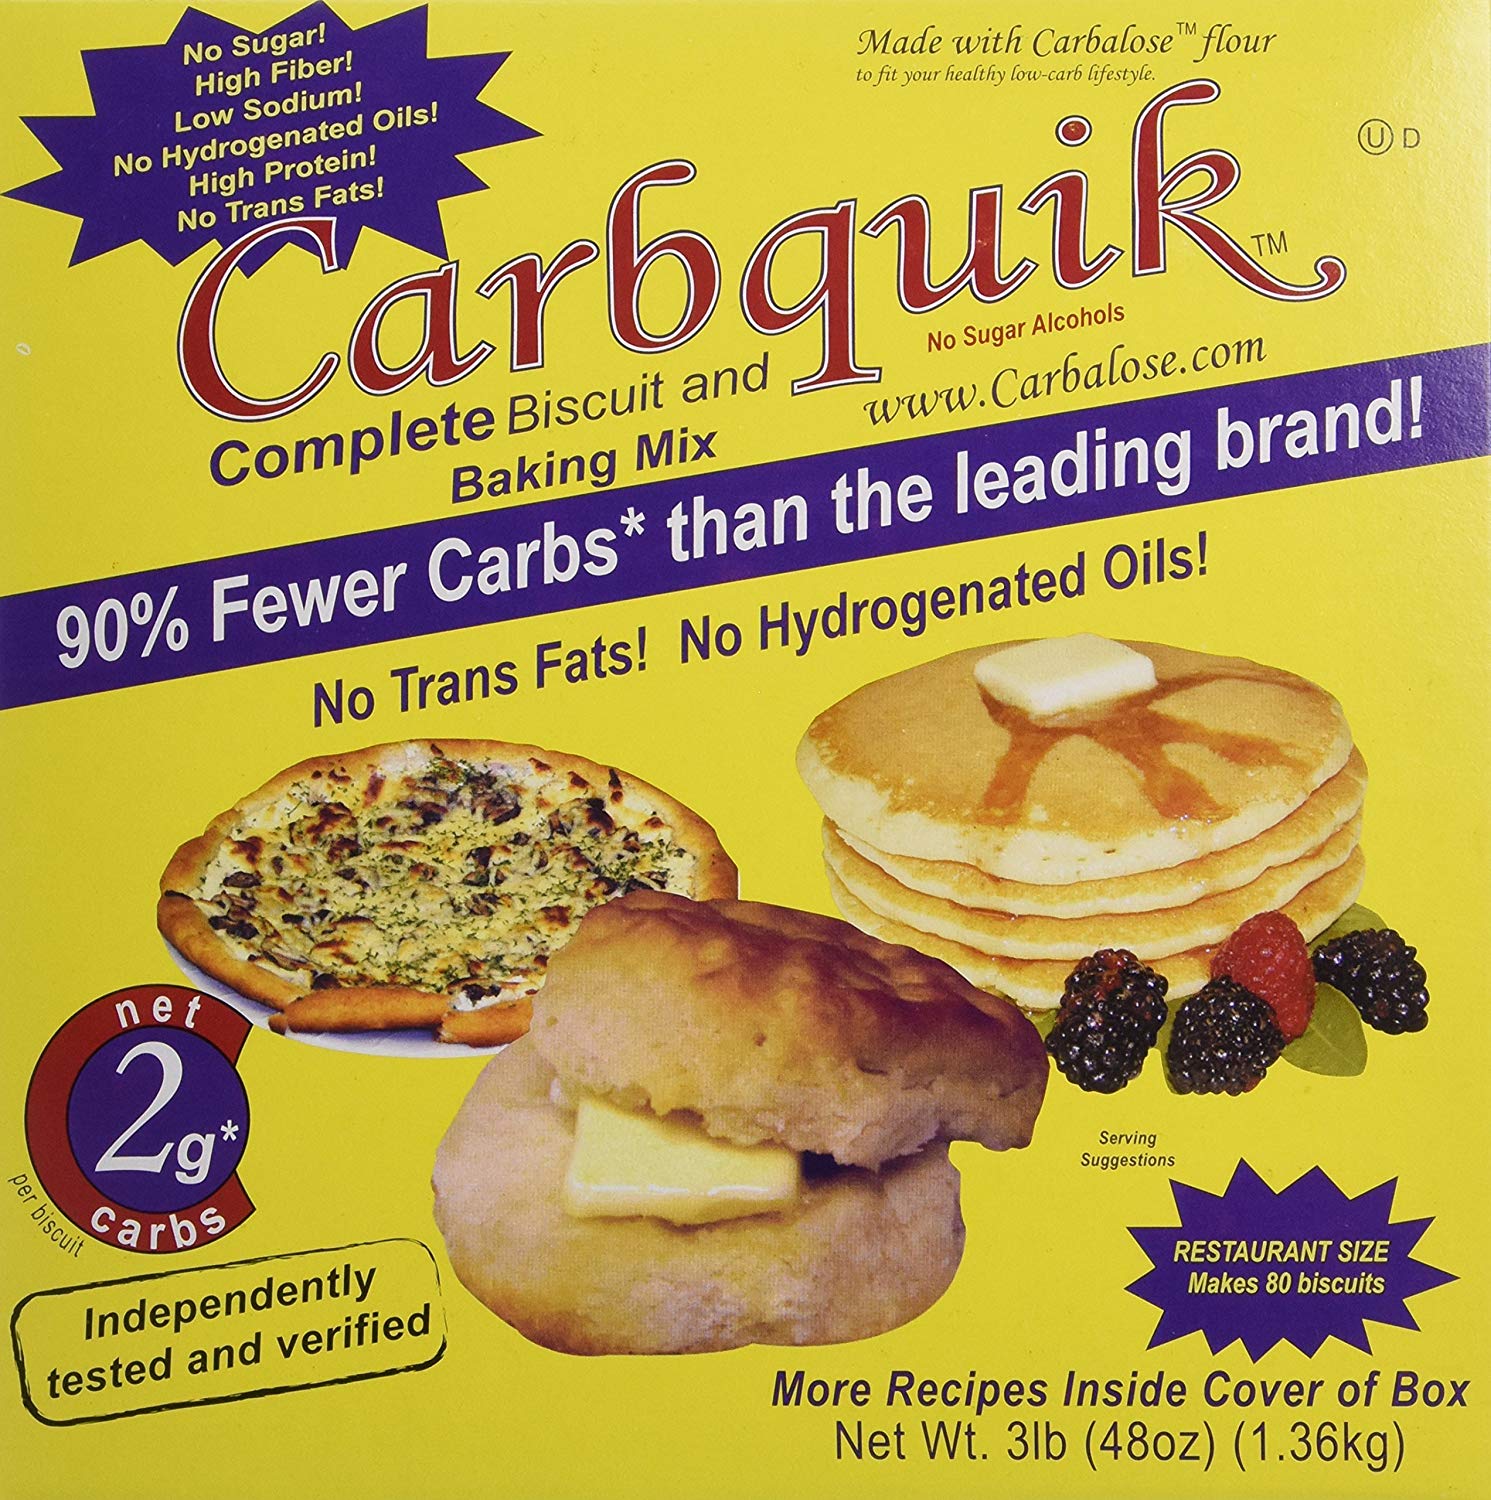 No Sugar!
High Fiber!
Low Sodium!
No Hydrogenated Oils!
High Protein!
No Trans Fats!
Made with Carbalose™ flour
to fit your healthy low-carb lifestyle.
Ⓤ D
Carbquik™
No Sugar Alcohols
www.Carbalose.com
Complete Biscuit and
Baking Mix
90% Fewer Carbs* than the leading brand!
No Trans Fats! No Hydrogenated Oils!
net
2g*
carbs
per biscuit
Independently
tested and verified
Serving
Suggestions
RESTAURANT SIZE
Makes 80 biscuits
More Recipes Inside Cover of Box
Net Wt. 3lb (48oz) (1.36kg)